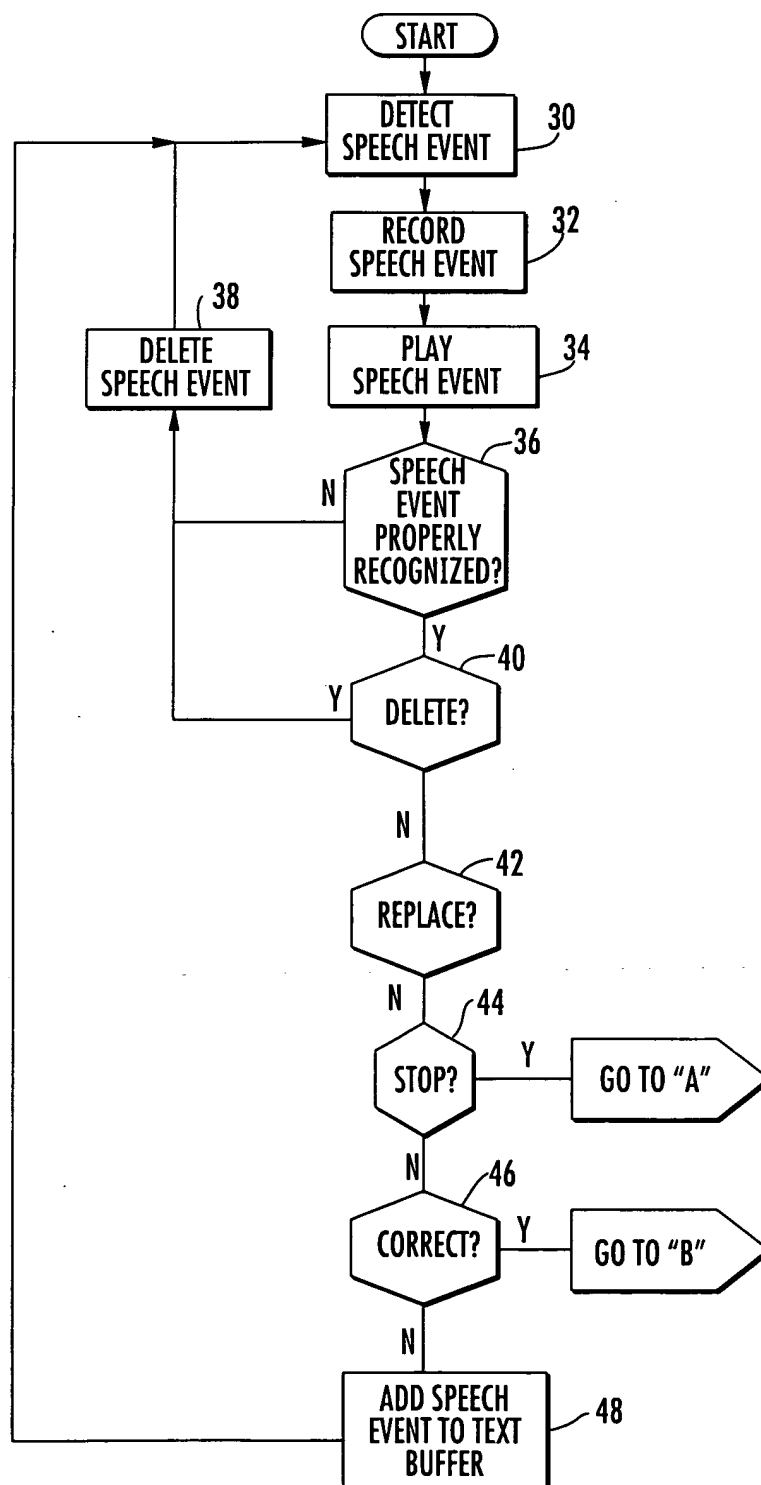 START
DETECT
SPEECH EVENT
30
RECORD
SPEECH EVENT
32
38
DELETE
SPEECH EVENT
PLAY
SPEECH EVENT
34
36
SPEECH
EVENT
PROPERLY
RECOGNIZED?
N
Y
40
Y
DELETE?
N
42
REPLACE?
N
44
STOP?
Y
GO TO "A"
N
46
CORRECT?
Y
GO TO "B"
N
ADD SPEECH
EVENT TO TEXT
BUFFER
48